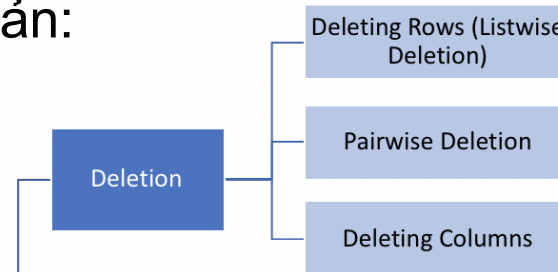 án:
Deleting Rows (Listwise
Deletion)
Pairwise Deletion
Deletion
Deleting Columns